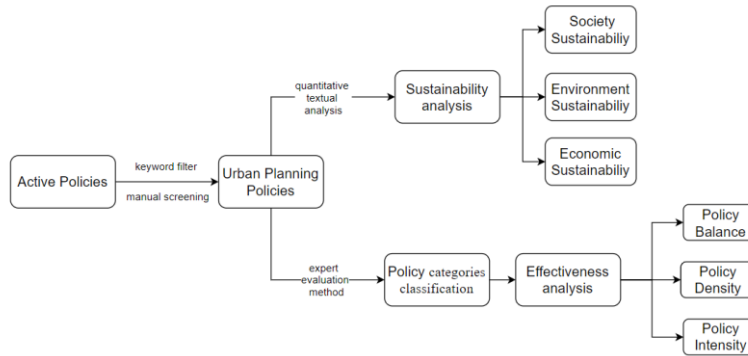 Society
Sustainabiliy
quantitative
textual
analysis
Sustainability
analysis
Environment
Sustainabiliy
Economic
Sustainabiliy
Active Policies
keyword filter
manual screening
Urban Planning
Policies
expert
evaluation
method
Policy categories
classification
Effectiveness
analysis
Policy
Balance
Policy
Density
Policy
Intensity